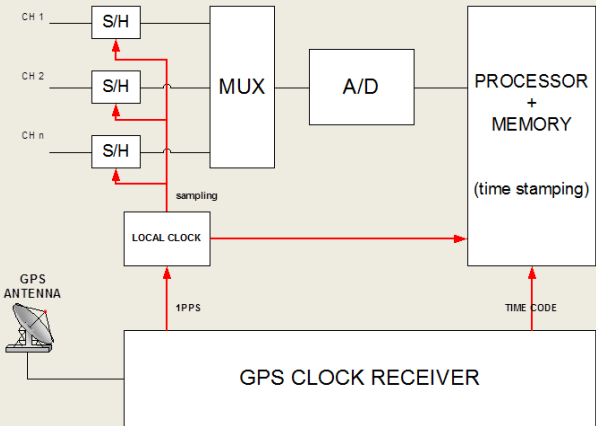 CH 1
S/H
CH 2
S/H
CH n
S/H
MUX
A/D
PROCESSOR
+
MEMORY
(time stamping)
sampling
LOCAL CLOCK
GPS
ANTENNA
1PPS
TIME CODE
GPS CLOCK RECEIVER